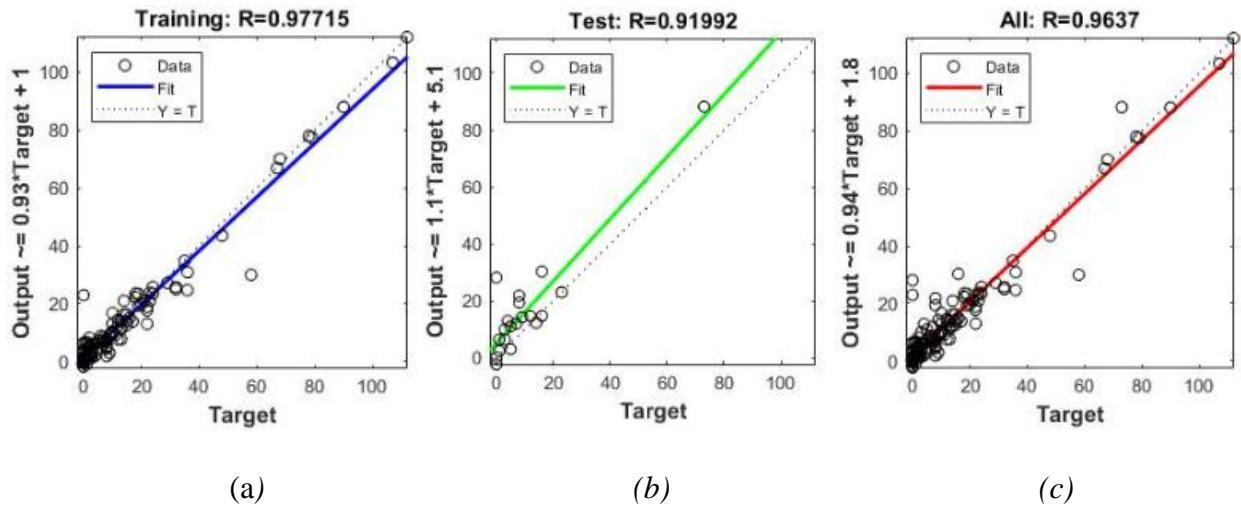 Training: R=0.97715
Output ~= 0.93*Target + 1
100
80
60
40
20
0
Data
Fit
Y = T
0 20 40 60 80 100
Target
(a)
Test: R=0.91992
Output ~= 1.1*Target + 5.1
100
80
60
40
20
0
Data
Fit
Y = T
0 20 40 60 80 100
Target
(b)
All: R=0.9637
Output ~= 0.94*Target + 1.8
100
80
60
40
20
0
Data
Fit
Y = T
0 20 40 60 80 100
Target
(c)